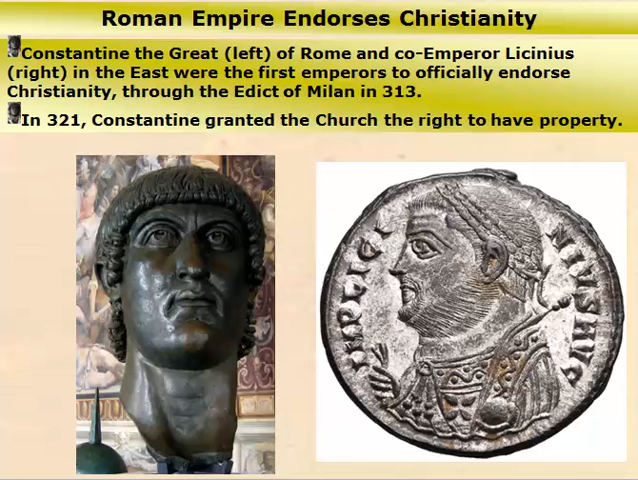 Roman Empire Endorses Christianity
Constantine the Great (left) of Rome and co-Emperor Licinius
(right) in the East were the first emperors to officially endorse
Christianity, through the Edict of Milan in 313.
In 321, Constantine granted the Church the right to have property.
IMPLICI NIVSAVG